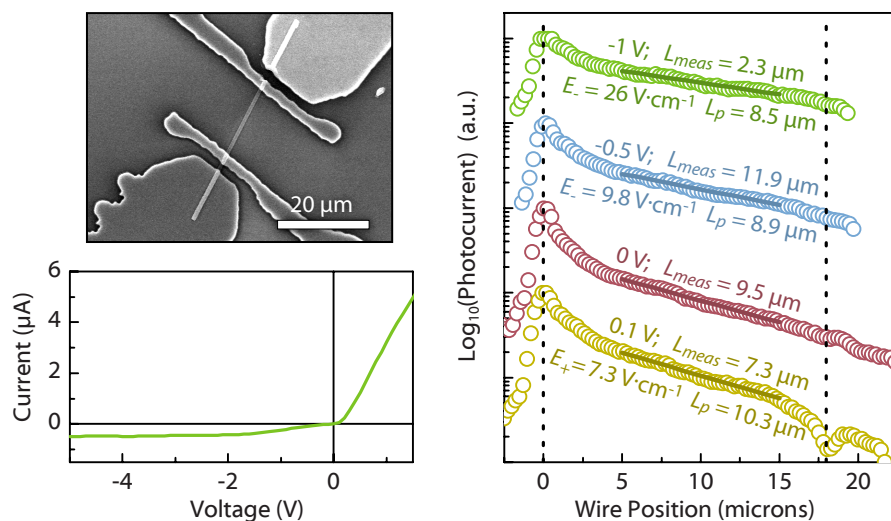 20 μm
Current (μA)
6
4
2
0
-4
-2
0
Voltage (V)
Log₁₀(Photocurrent) (a.u.)
-1 V; Lmeas = 2.3 μm
E₋ = 26 V·cm⁻¹ Lp = 8.5 μm
-0.5 V; Lmeas = 11.9 μm
E₋ = 9.8 V·cm⁻¹ Lp = 8.9 μm
0 V; Lmeas = 9.5 μm
0.1 V; Lmeas = 7.3 μm
E₊ = 7.3 V·cm⁻¹ Lp = 10.3 μm
0
5
10
15
20
Wire Position (microns)